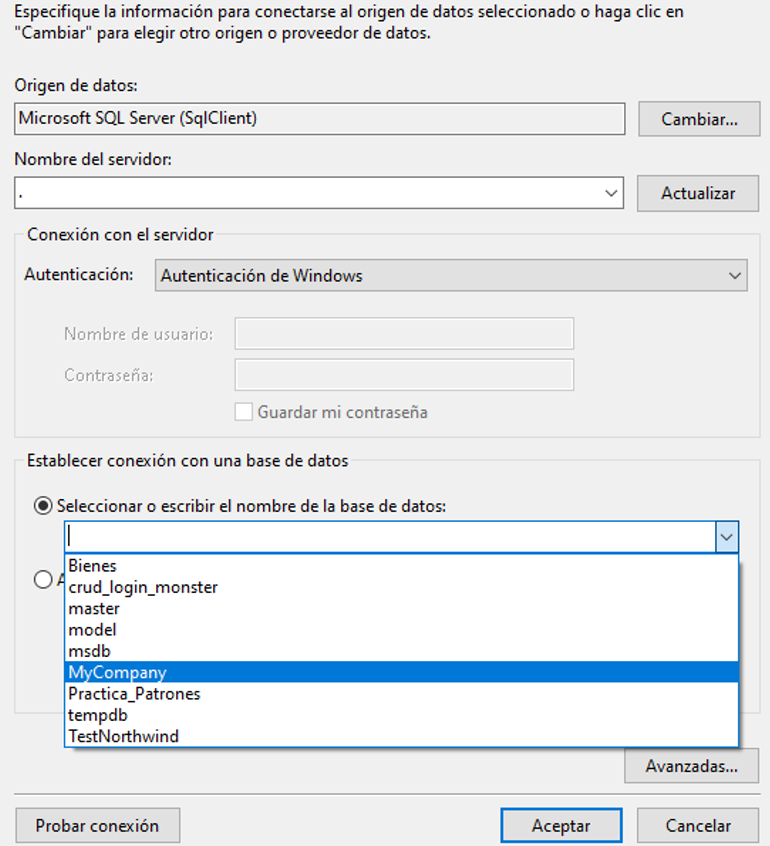 Especifique la información para conectarse al origen de datos seleccionado o haga clic en
"Cambiar" para elegir otro origen o proveedor de datos.
Origen de datos:
Microsoft SQL Server (SqlClient)
Cambiar...
Nombre del servidor:
.
Actualizar
Conexión con el servidor
Autenticación:
Autenticación de Windows
Nombre de usuario:
Contraseña:
Guardar mi contraseña
Establecer conexión con una base de datos
Seleccionar o escribir el nombre de la base de datos:
Bienes
crud_login_monster
master
model
msdb
MyCompany
Practica_Patrones
tempdb
TestNorthwind
Avanzadas...
Probar conexión
Aceptar
Cancelar